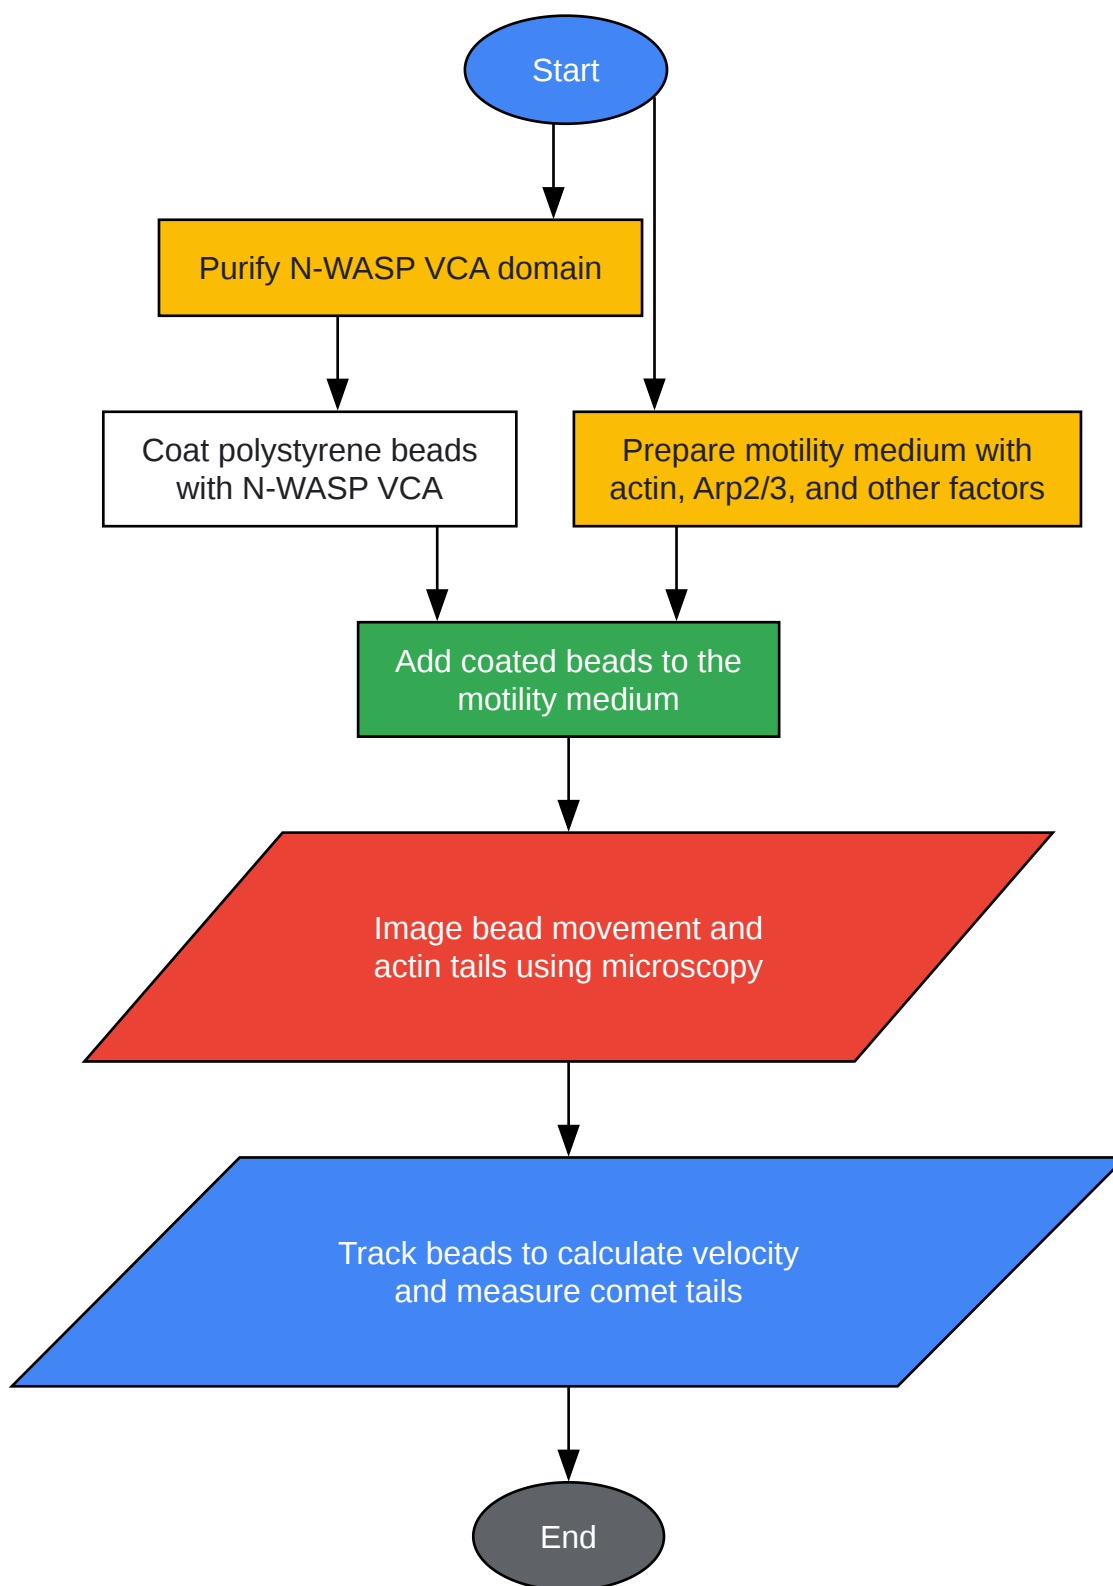 Start
Purify N-WASP VCA domain
Coat polystyrene beads
with N-WASP VCA
Prepare motility medium with
actin, Arp2/3, and other factors
Add coated beads to the
motility medium
Image bead movement and
actin tails using microscopy
Track beads to calculate velocity
and measure comet tails
End